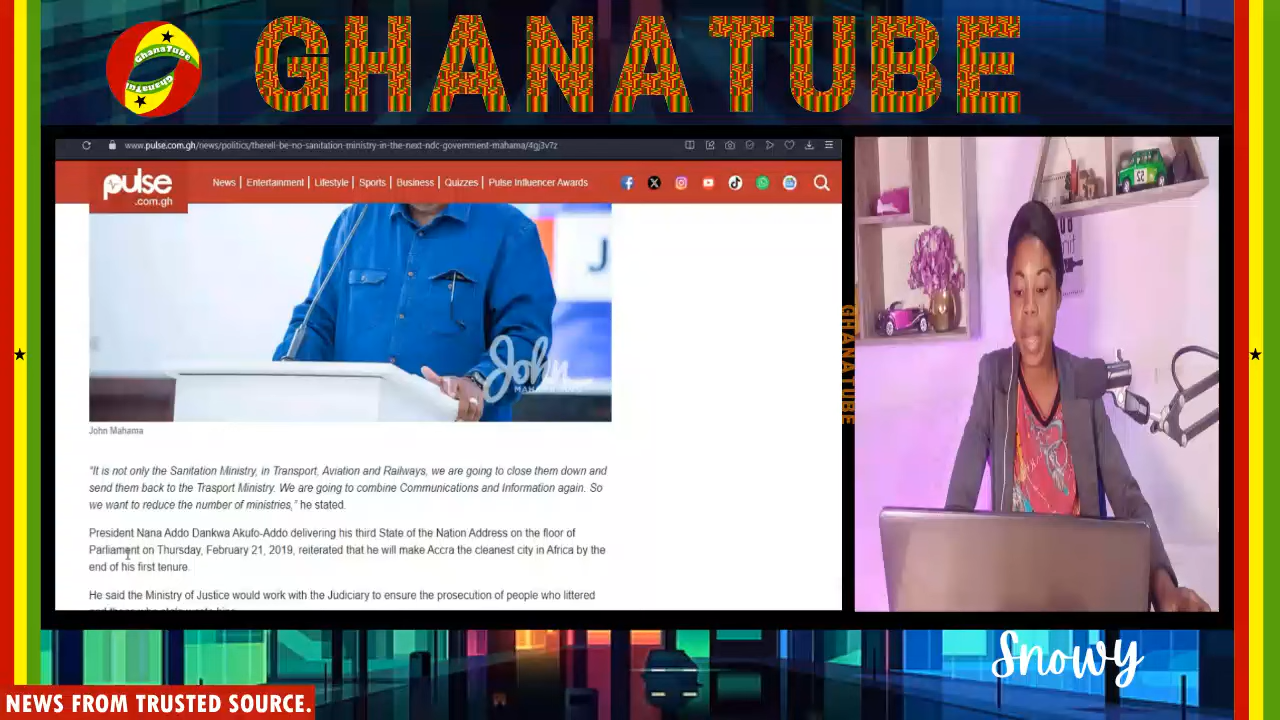 GHANATUBE
GhanaTube
GhanaTube
www.pulse.com.gh/news/politics/therell-be-no-sanitation-ministry-in-the-next-ndc-government-mahama/4gj3v7z
pulse
.com.gh
News | Entertainment | Lifestyle | Sports | Business | Quizzes | Pulse Influencer Awards
J
John
John Mahama
"It is not only the Sanitation Ministry, in Transport, Aviation and Railways, we are going to close them down and
send them back to the Trasport Ministry. We are going to combine Communications and Information again. So
we want to reduce the number of ministries," he stated.
President Nana Addo Dankwa Akufo-Addo delivering his third State of the Nation Address on the floor of
Parliament on Thursday, February 21, 2019, reiterated that he will make Accra the cleanest city in Africa by the
end of his first tenure.
He said the Ministry of Justice would work with the Judiciary to ensure the prosecution of people who littered
GHANATUBE
Snowy
NEWS FROM TRUSTED SOURCE.